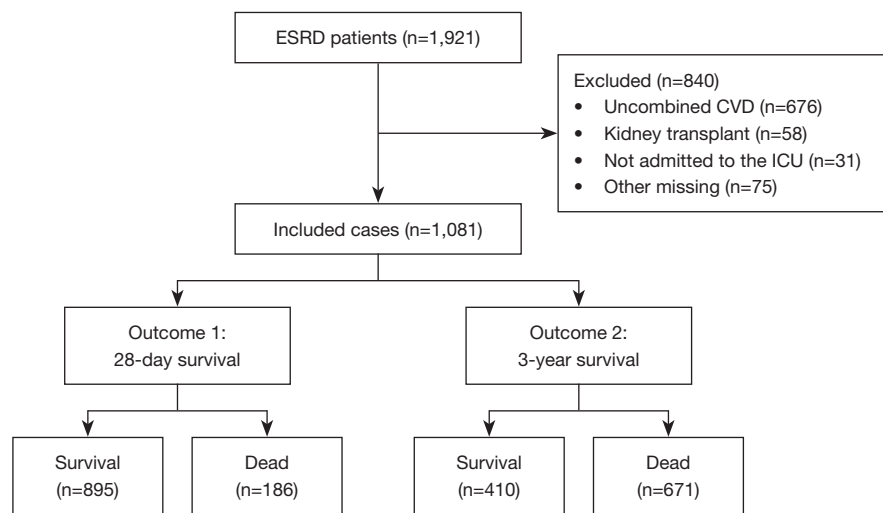 ESRD patients (n=1,921)
Excluded (n=840)
• Uncombined CVD (n=676)
• Kidney transplant (n=58)
• Not admitted to the ICU (n=31)
• Other missing (n=75)
Included cases (n=1,081)
Outcome 1:
28-day survival
Outcome 2:
3-year survival
Survival
(n=895)
Dead
(n=186)
Survival
(n=410)
Dead
(n=671)